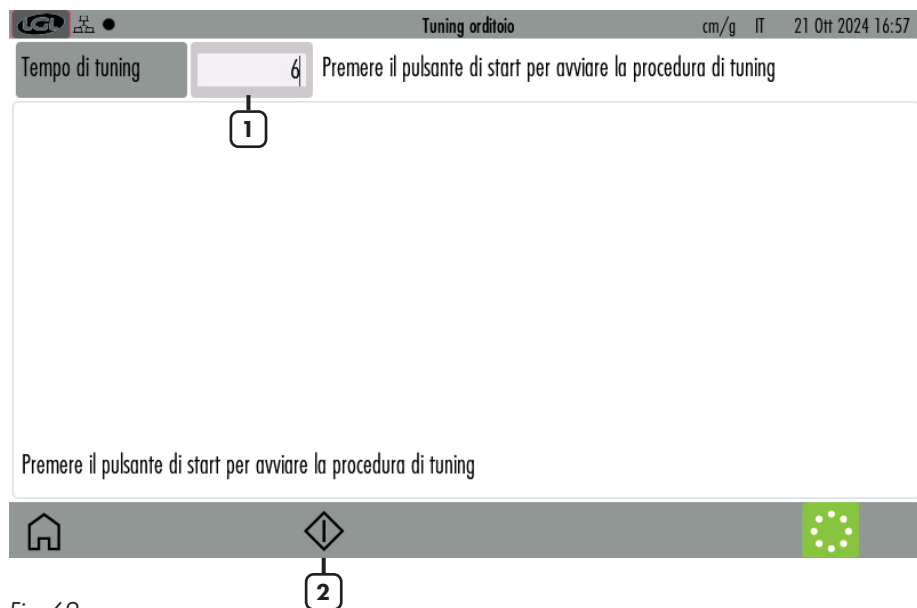 LGL Tuning orditoio cm/g IT 21 Ott 2024 16:57
Tempo di tuning 6 Premere il pulsante di start per avviare la procedura di tuning
1
Premere il pulsante di start per avviare la procedura di tuning
2